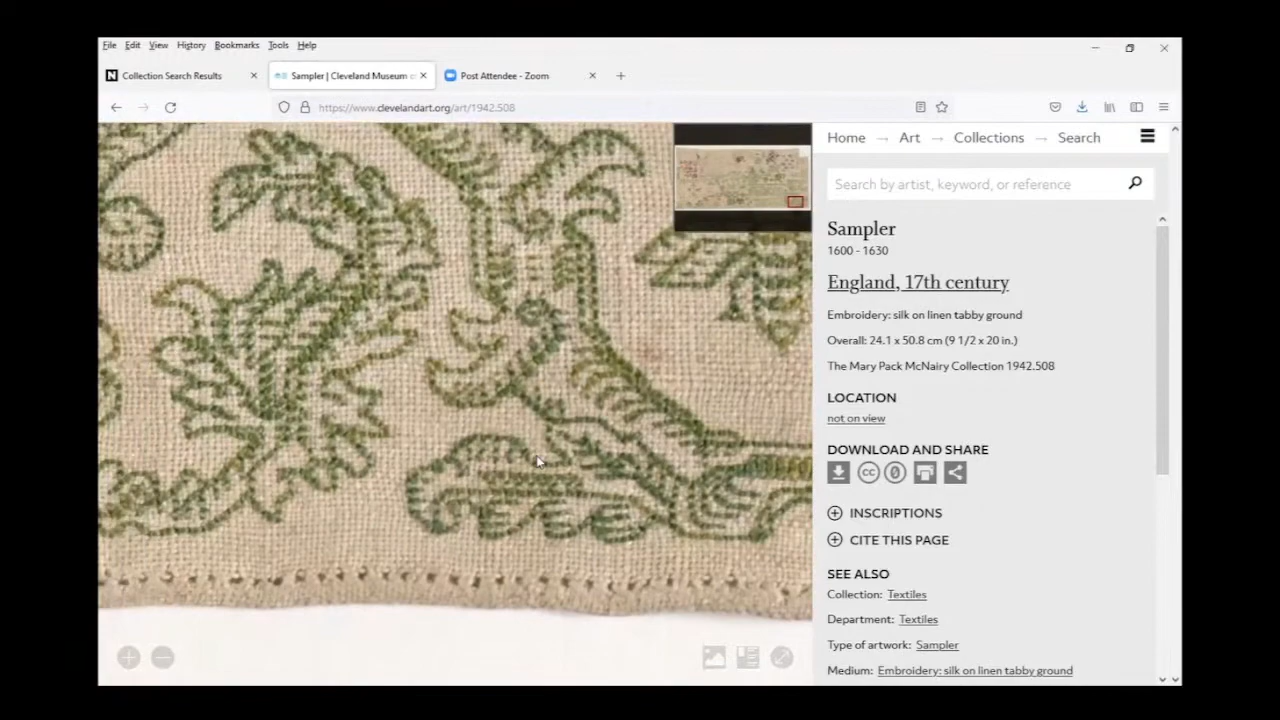 File Edit View History Bookmarks Tools Help
Collection Search Results
Sampler | Cleveland Museum
Post Attendee - Zoom
https://www.clevelandart.org/art/1942.508
Home → Art → Collections → Search
Search by artist, keyword, or reference
Sampler
1600 - 1630
England, 17th century
Embroidery: silk on linen tabby ground
Overall: 24.1 x 50.8 cm (9 1/2 x 20 in.)
The Mary Pack McNairy Collection 1942.508
LOCATION
not on view
DOWNLOAD AND SHARE
cc 0
INSCRIPTIONS
CITE THIS PAGE
SEE ALSO
Collection: Textiles
Department: Textiles
Type of artwork: Sampler
Medium: Embroidery: silk on linen tabby ground